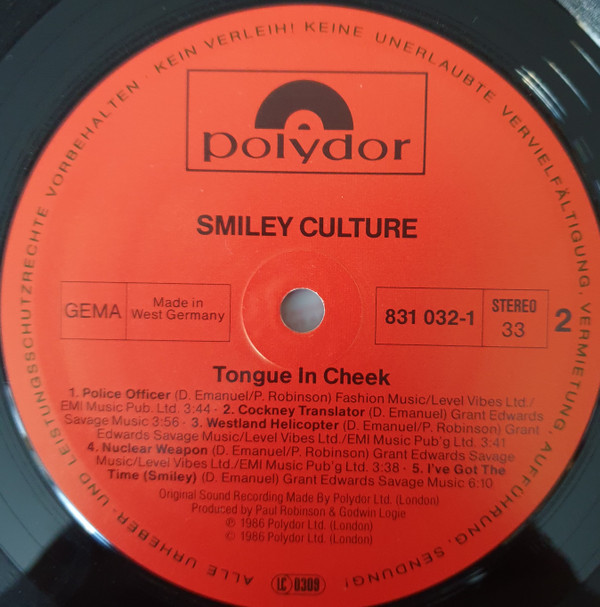 ALLE URHEBER- UND LEISTUNGSSCHUTZRECHTE VORBEHALTEN · KEIN VERLEIH! KEINE UNERLAUBTE VERVIELFÄLTIGUNG, VERMIETUNG, AUFFÜHRUNG, SENDUNG!
polydor
SMILEY CULTURE
GEMA
Made in
West Germany
831 032-1
STEREO
33
2
Tongue In Cheek
1. Police Officer (D. Emanuel/P. Robinson) Fashion Music/Level Vibes Ltd./
EMI Music Pub. Ltd. 3:44 · 2. Cockney Translator (D. Emanuel) Grant Edwards
Savage Music 3:56 · 3. Westland Helicopter (D. Emanuel/P. Robinson) Grant
Edwards Savage Music/Level Vibes Ltd./EMI Music Pub'g Ltd. 3:41
4. Nuclear Weapon (D. Emanuel/P. Robinson) Grant Edwards Savage
Music/Level Vibes Ltd./EMI Music Pub'g Ltd. 3:38 · 5. I've Got The
Time (Smiley) (D. Emanuel) Grant Edwards Savage Music 6:10
Original Sound Recording Made By Polydor Ltd. (London)
Produced by Paul Robinson & Godwin Logie
℗ 1986 Polydor Ltd. (London)
© 1986 Polydor Ltd. (London)
LC 0309